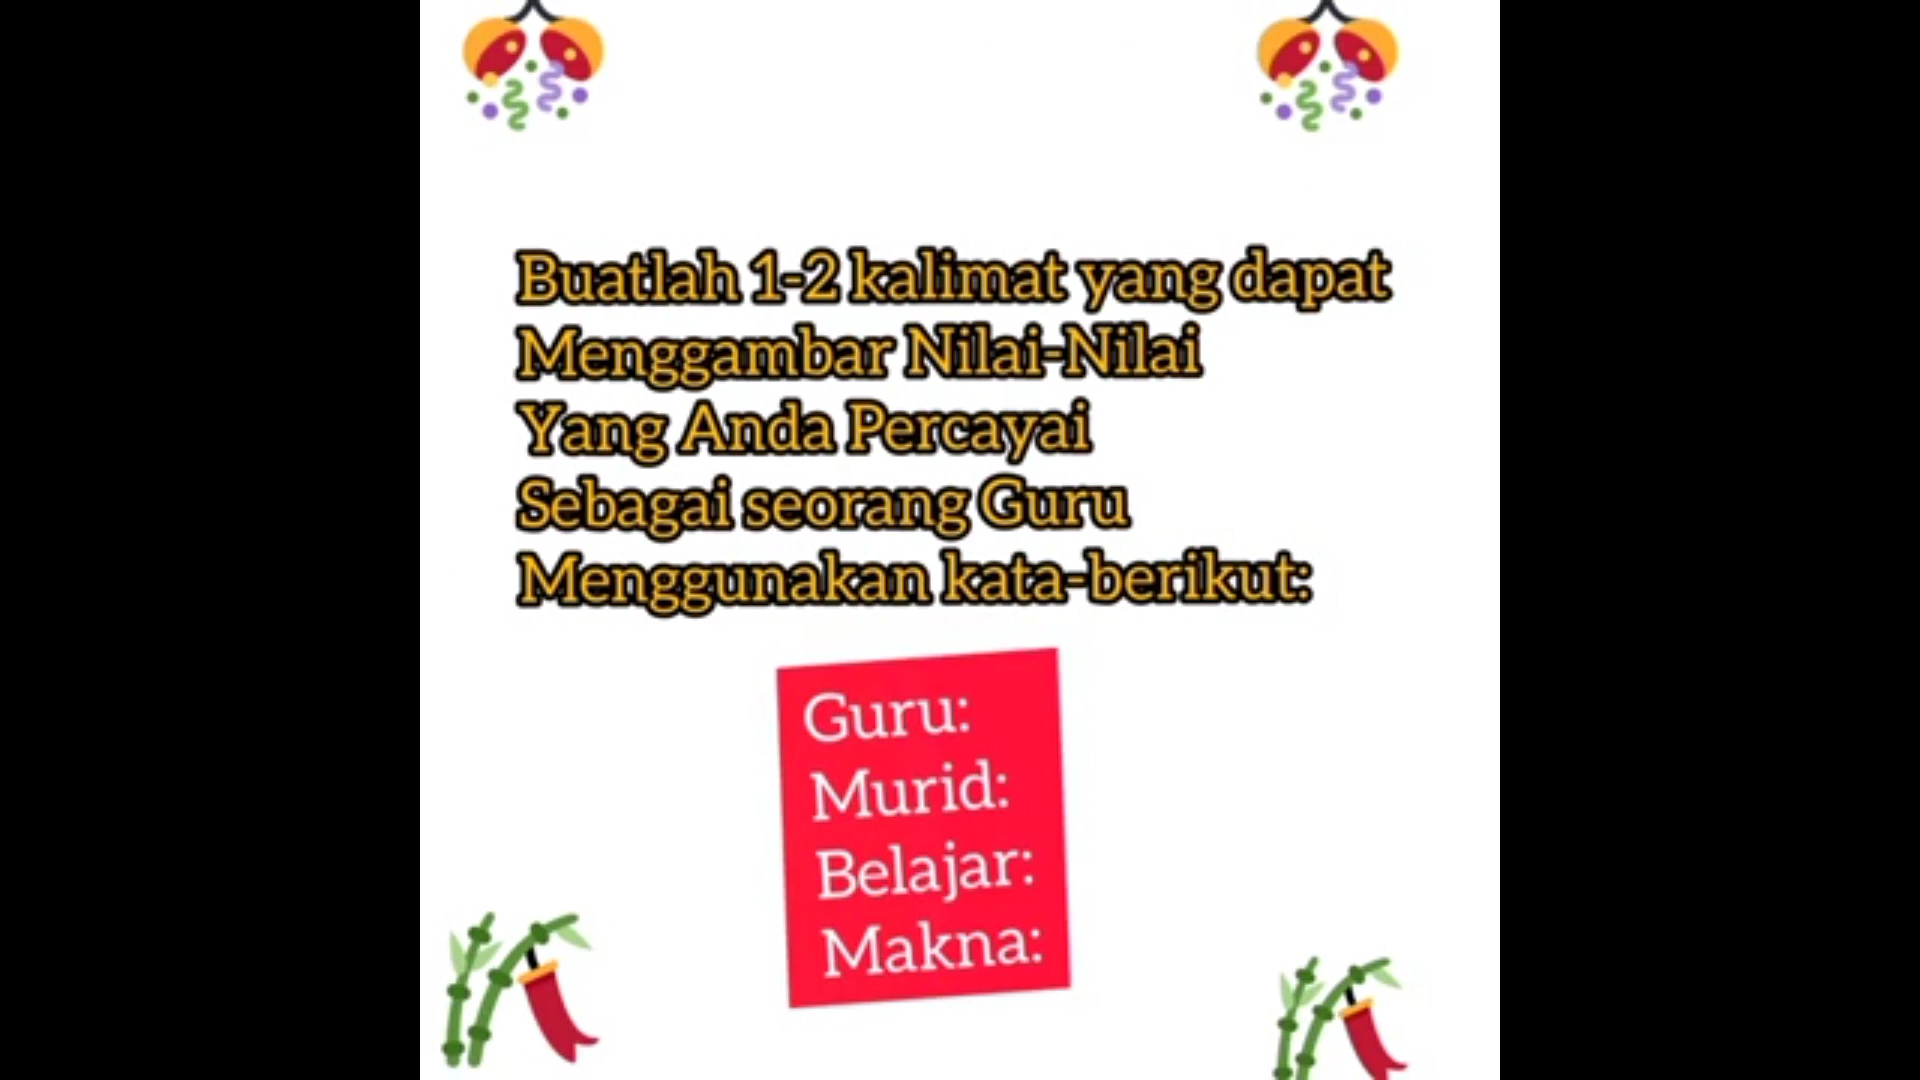 Buatlah 1-2 kalimat yang dapat
Menggambar Nilai-Nilai
Yang Anda Percayai
Sebagai seorang Guru
Menggunakan kata-berikut:
Guru:
Murid:
Belajar:
Makna: